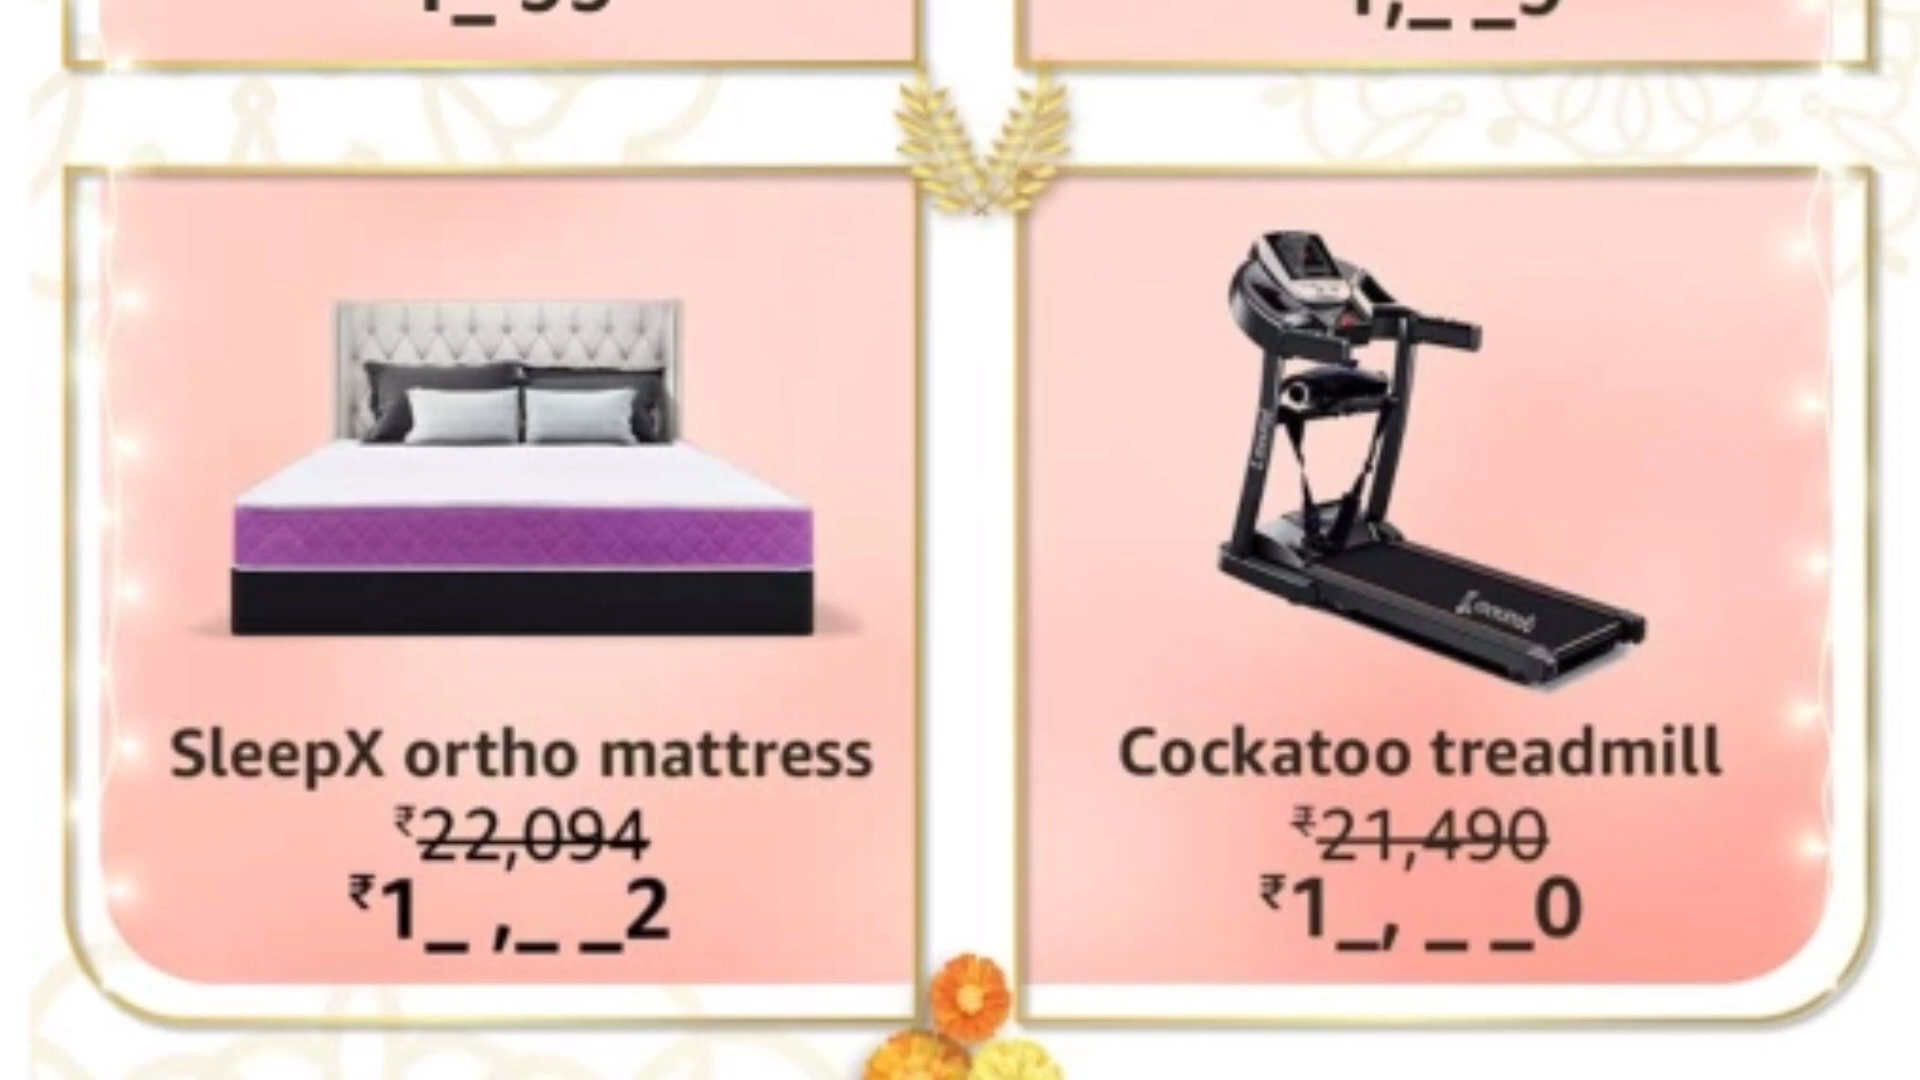 SleepX ortho mattress
₹22,094
₹1_ ,_ _2
Cockatoo treadmill
₹21,490
₹1_, _ _0